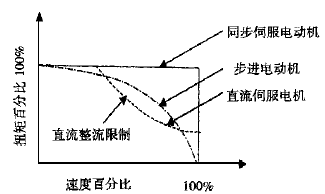 同步伺服电动机
步进电动机
直流伺服电机
直流整流限制
扭矩百分比 100%
速度百分比
100%